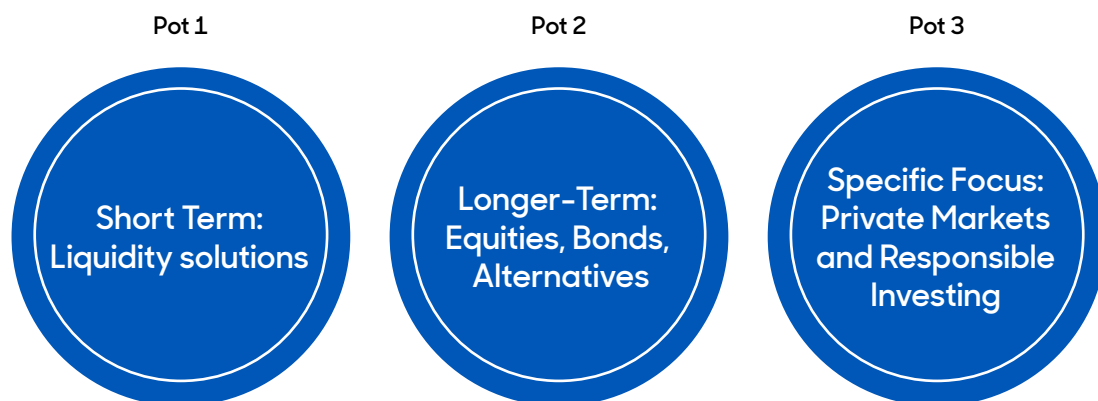 Pot 1
Pot 2
Pot 3
Short Term:
Liquidity solutions
Longer-Term:
Equities, Bonds,
Alternatives
Specific Focus:
Private Markets
and Responsible
Investing